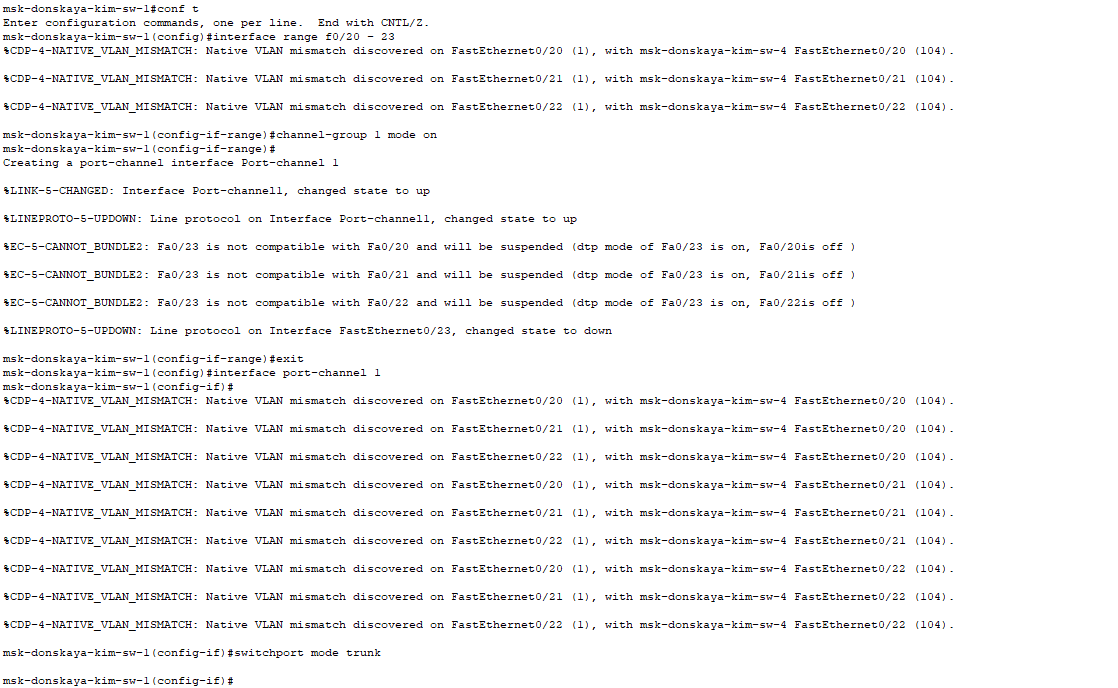 msk-donskaya-kim-sw-1#conf t
Enter configuration commands, one per line.  End with CNTL/Z.
msk-donskaya-kim-sw-1(config)#interface range f0/20 - 23
%CDP-4-NATIVE_VLAN_MISMATCH: Native VLAN mismatch discovered on FastEthernet0/20 (1), with msk-donskaya-kim-sw-4 FastEthernet0/20 (104).
%CDP-4-NATIVE_VLAN_MISMATCH: Native VLAN mismatch discovered on FastEthernet0/21 (1), with msk-donskaya-kim-sw-4 FastEthernet0/21 (104).
%CDP-4-NATIVE_VLAN_MISMATCH: Native VLAN mismatch discovered on FastEthernet0/22 (1), with msk-donskaya-kim-sw-4 FastEthernet0/22 (104).
msk-donskaya-kim-sw-1(config-if-range)#channel-group 1 mode on
msk-donskaya-kim-sw-1(config-if-range)#
Creating a port-channel interface Port-channel 1
%LINK-5-CHANGED: Interface Port-channel1, changed state to up
%LINEPROTO-5-UPDOWN: Line protocol on Interface Port-channel1, changed state to up
%EC-5-CANNOT_BUNDLE2: Fa0/23 is not compatible with Fa0/20 and will be suspended (dtp mode of Fa0/23 is on, Fa0/20is off )
%EC-5-CANNOT_BUNDLE2: Fa0/23 is not compatible with Fa0/21 and will be suspended (dtp mode of Fa0/23 is on, Fa0/21is off )
%EC-5-CANNOT_BUNDLE2: Fa0/23 is not compatible with Fa0/22 and will be suspended (dtp mode of Fa0/23 is on, Fa0/22is off )
%LINEPROTO-5-UPDOWN: Line protocol on Interface FastEthernet0/23, changed state to down
msk-donskaya-kim-sw-1(config-if-range)#exit
msk-donskaya-kim-sw-1(config)#interface port-channel 1
msk-donskaya-kim-sw-1(config-if)#
%CDP-4-NATIVE_VLAN_MISMATCH: Native VLAN mismatch discovered on FastEthernet0/20 (1), with msk-donskaya-kim-sw-4 FastEthernet0/20 (104).
%CDP-4-NATIVE_VLAN_MISMATCH: Native VLAN mismatch discovered on FastEthernet0/21 (1), with msk-donskaya-kim-sw-4 FastEthernet0/20 (104).
%CDP-4-NATIVE_VLAN_MISMATCH: Native VLAN mismatch discovered on FastEthernet0/22 (1), with msk-donskaya-kim-sw-4 FastEthernet0/20 (104).
%CDP-4-NATIVE_VLAN_MISMATCH: Native VLAN mismatch discovered on FastEthernet0/20 (1), with msk-donskaya-kim-sw-4 FastEthernet0/21 (104).
%CDP-4-NATIVE_VLAN_MISMATCH: Native VLAN mismatch discovered on FastEthernet0/21 (1), with msk-donskaya-kim-sw-4 FastEthernet0/21 (104).
%CDP-4-NATIVE_VLAN_MISMATCH: Native VLAN mismatch discovered on FastEthernet0/22 (1), with msk-donskaya-kim-sw-4 FastEthernet0/21 (104).
%CDP-4-NATIVE_VLAN_MISMATCH: Native VLAN mismatch discovered on FastEthernet0/20 (1), with msk-donskaya-kim-sw-4 FastEthernet0/22 (104).
%CDP-4-NATIVE_VLAN_MISMATCH: Native VLAN mismatch discovered on FastEthernet0/21 (1), with msk-donskaya-kim-sw-4 FastEthernet0/22 (104).
%CDP-4-NATIVE_VLAN_MISMATCH: Native VLAN mismatch discovered on FastEthernet0/22 (1), with msk-donskaya-kim-sw-4 FastEthernet0/22 (104).
msk-donskaya-kim-sw-1(config-if)#switchport mode trunk
msk-donskaya-kim-sw-1(config-if)#